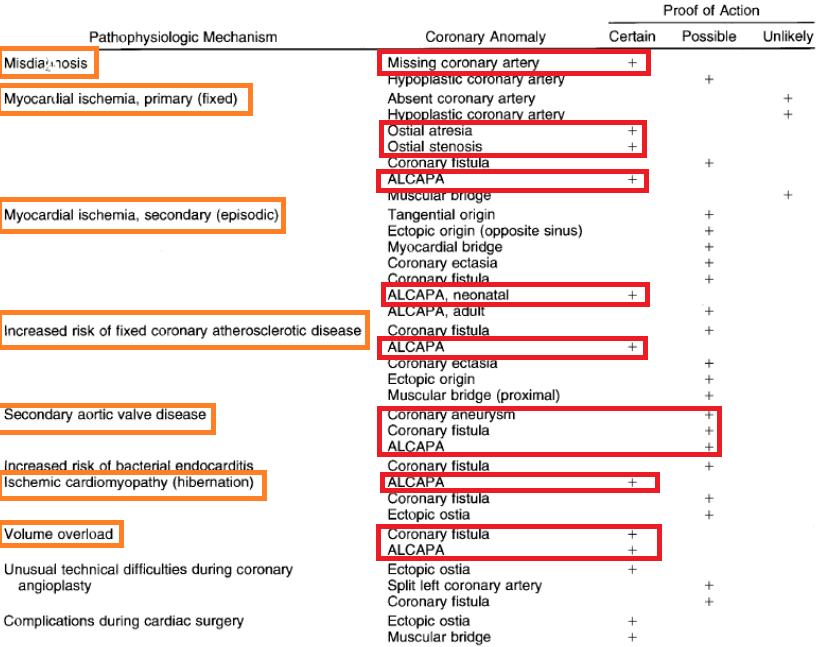 Proof of Action
Pathophysiologic Mechanism Coronary Anomaly Certain Possible Unlikely
Misdiagnosis Missing coronary artery +
Hypoplastic coronary artery +
Myocardial ischemia, primary (fixed) Absent coronary artery +
Hypoplastic coronary artery +
Ostial atresia +
Ostial stenosis +
Coronary fistula +
ALCAPA +
Muscular bridge +
Myocardial ischemia, secondary (episodic) Tangential origin +
Ectopic origin (opposite sinus) +
Myocardial bridge +
Coronary ectasia +
Coronary fistula +
ALCAPA, neonatal +
ALCAPA, adult +
Increased risk of fixed coronary atherosclerotic disease Coronary fistula +
ALCAPA +
Coronary ectasia +
Ectopic origin +
Muscular bridge (proximal) +
Secondary aortic valve disease Coronary aneurysm +
Coronary fistula +
ALCAPA +
Increased risk of bacterial endocarditis Coronary fistula +
Ischemic cardiomyopathy (hibernation) ALCAPA +
Coronary fistula +
Ectopic ostia +
Volume overload Coronary fistula +
ALCAPA +
Unusual technical difficulties during coronary Ectopic ostia +
angioplasty Split left coronary artery +
Coronary fistula +
Complications during cardiac surgery Ectopic ostia +
Muscular bridge +